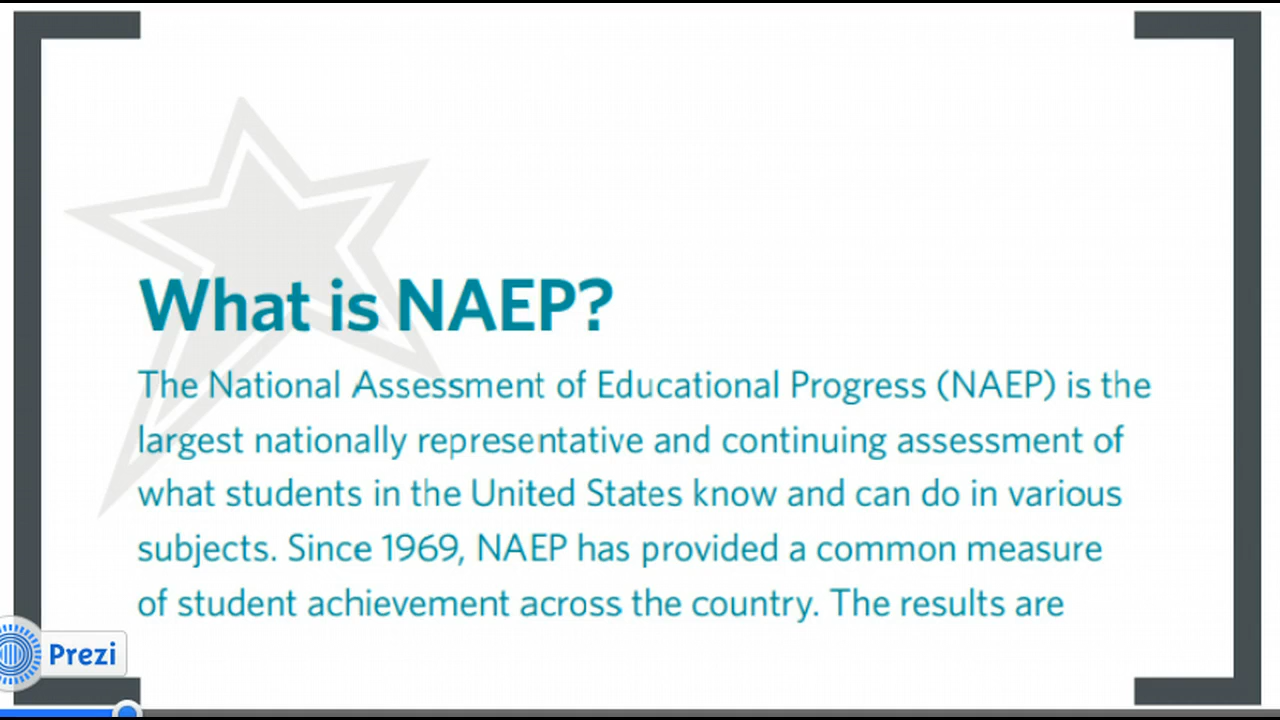 What is NAEP?
The National Assessment of Educational Progress (NAEP) is the
largest nationally representative and continuing assessment of
what students in the United States know and can do in various
subjects. Since 1969, NAEP has provided a common measure
of student achievement across the country. The results are
Prezi